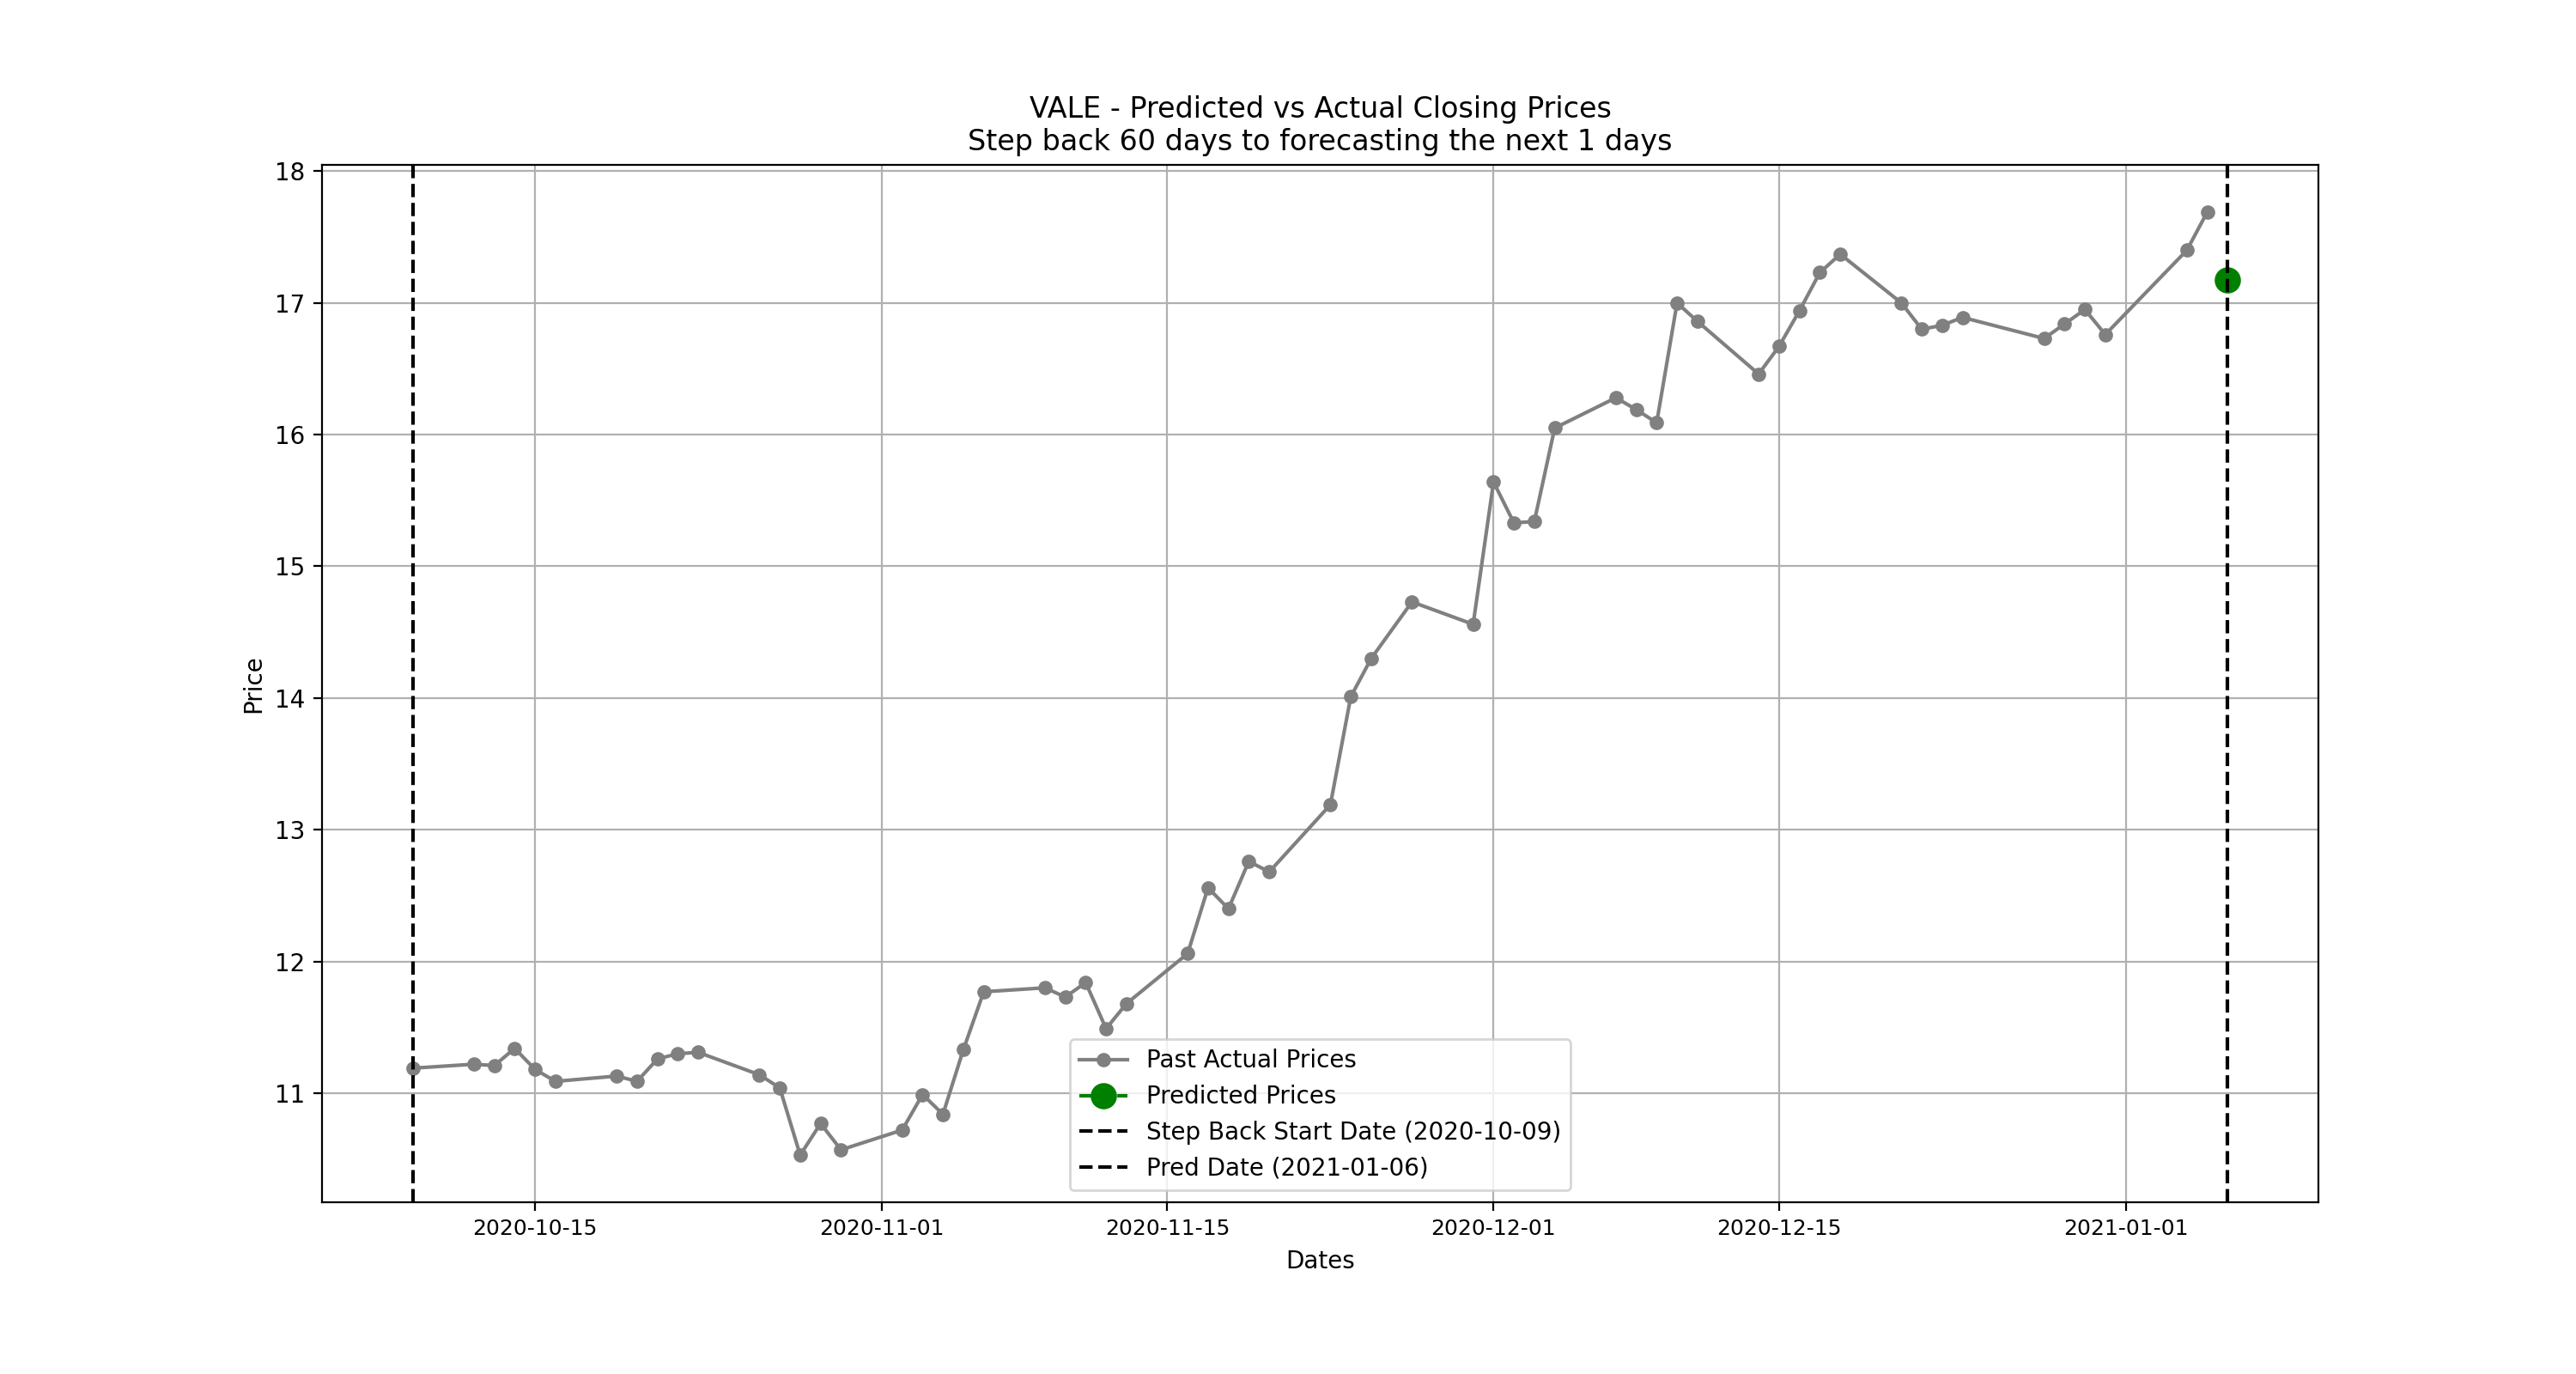 VALE - Predicted vs Actual Closing Prices
Step back 60 days to forecasting the next 1 days
18
17
16
15
14
13
12
11
Price
Past Actual Prices
Predicted Prices
Step Back Start Date (2020-10-09)
Pred Date (2021-01-06)
2020-10-15 2020-11-01 2020-11-15 2020-12-01 2020-12-15 2021-01-01
Dates